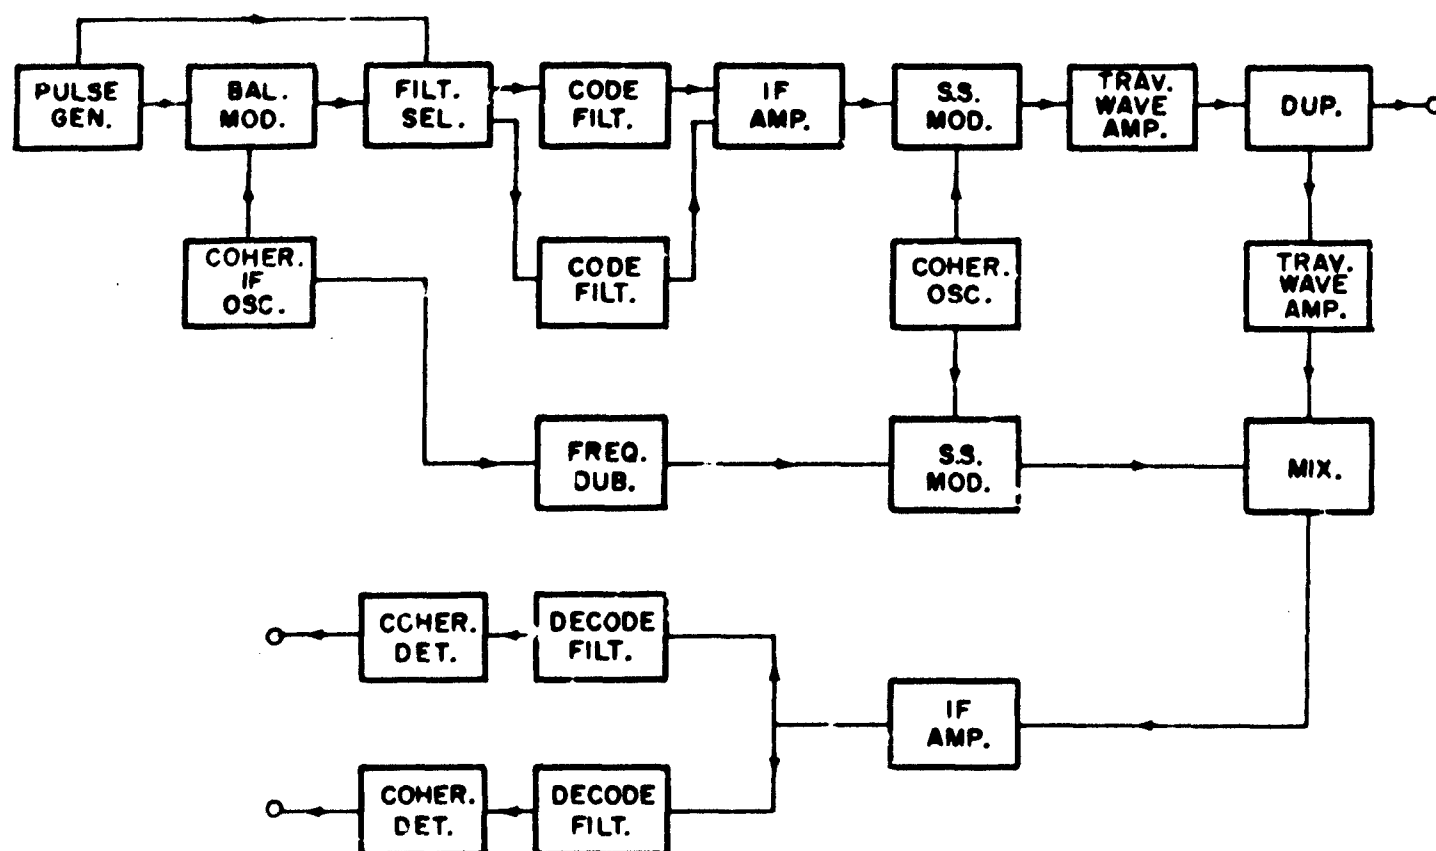 PULSE
GEN.
BAL.
MOD.
FILT.
SEL.
CODE
FILT.
IF
AMP.
S.S.
MOD.
TRAV.
WAVE
AMP.
DUP.
COHER.
IF
OSC.
CODE
FILT.
COHER.
OSC.
TRAV.
WAVE
AMP.
FREQ.
DUB.
S.S.
MOD.
MIX.
COHER.
DET.
DECODE
FILT.
IF
AMP.
COHER.
DET.
DECODE
FILT.